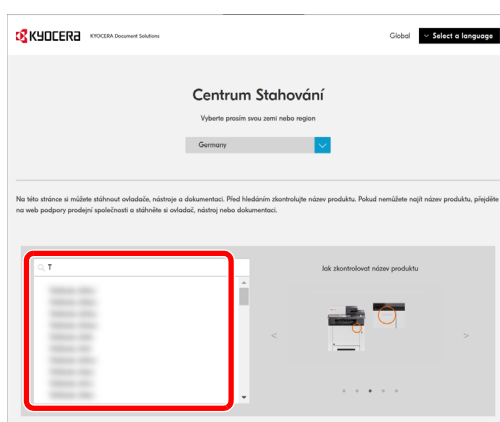 KYOCERA KYOCERA Document Solutions Global Select a language
Centrum Stahování
Vyberte prosím svou zemi nebo region
Germany
Na této stránce si můžete stáhnout ovladače, nástroje a dokumentaci. Před hledáním zkontrolujte název produktu. Pokud nemůžete najít název produktu, přejděte
na web podpory prodejní společnosti a stáhněte si ovladač, nástroj nebo dokumentaci.
T
Jak zkontrolovat název produktu